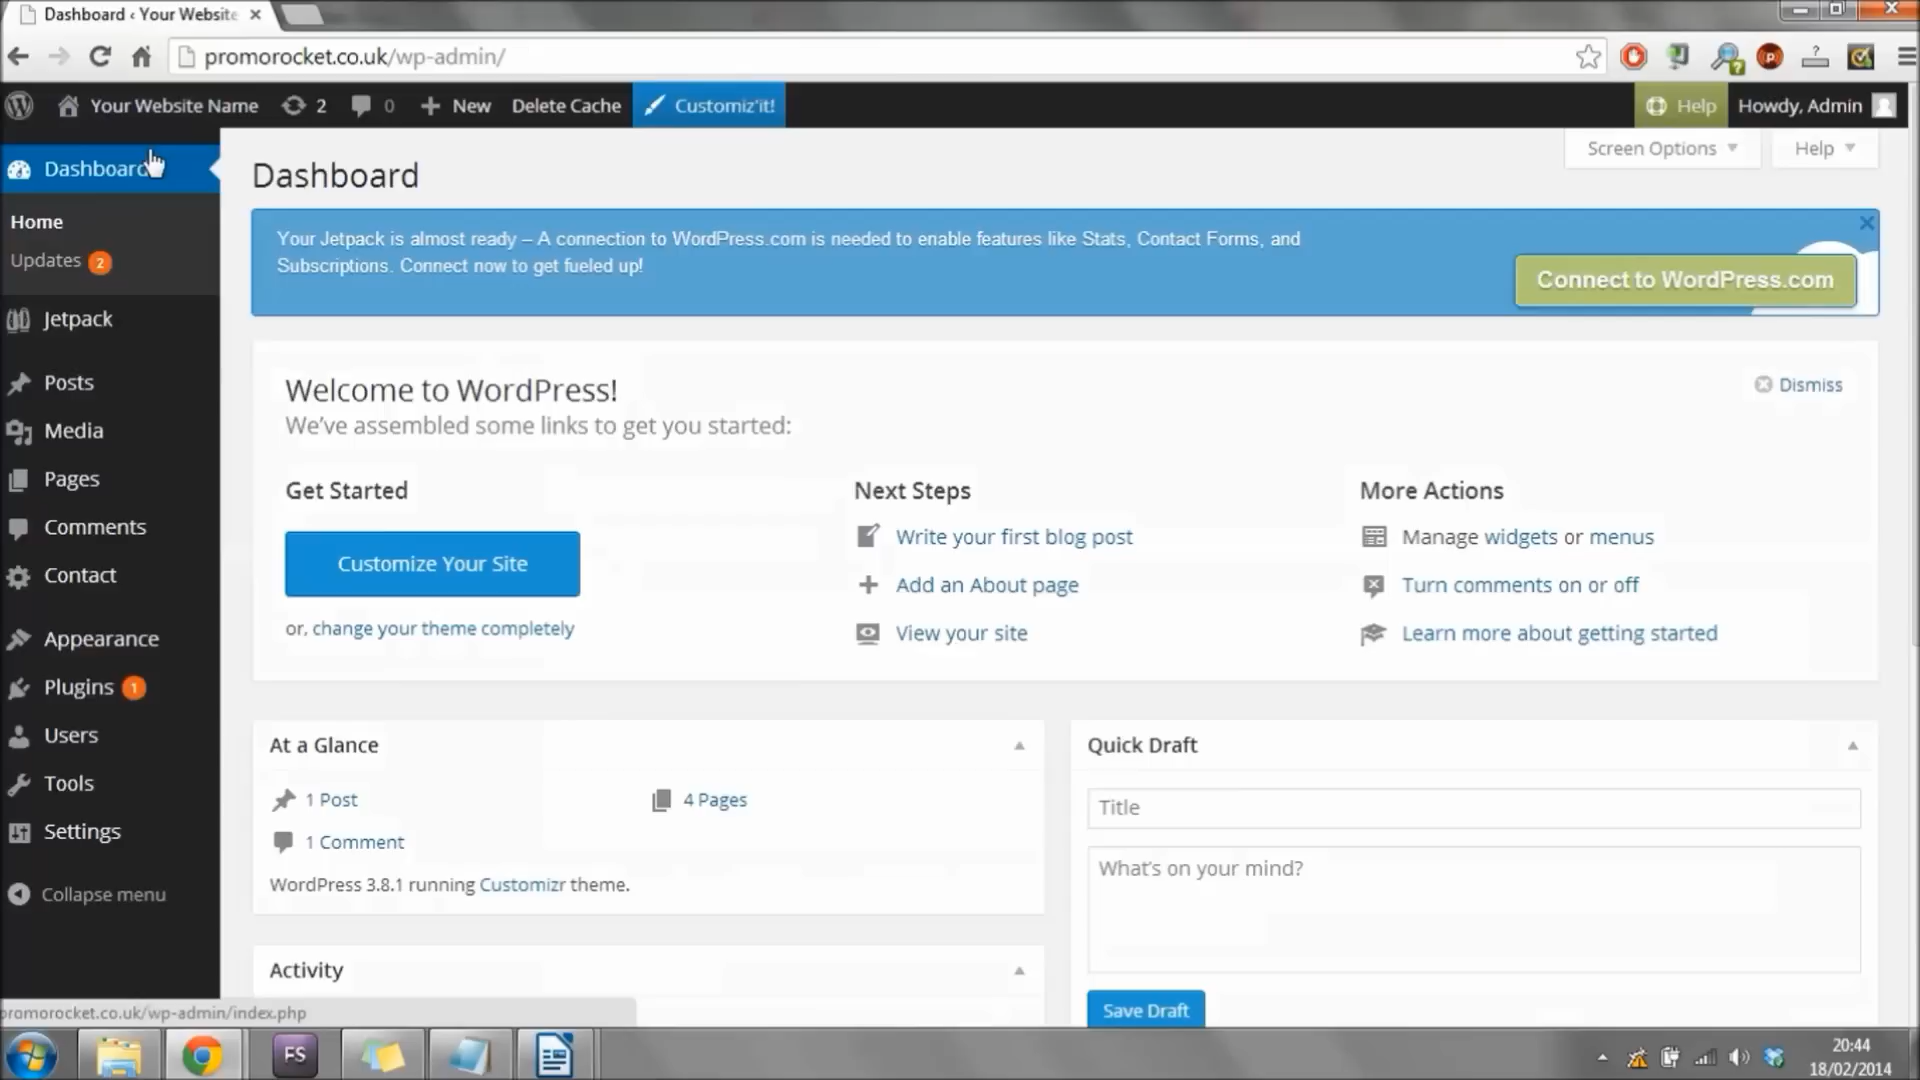 Dashboard ‹ Your Website
promorocket.co.uk/wp-admin/
Your Website Name 2 0 New Delete Cache Customiz'it! Help Howdy, Admin
Dashboard
Screen Options Help
Dashboard
Home
Updates 2
Jetpack
Posts
Media
Pages
Comments
Contact
Appearance
Plugins 1
Users
Tools
Settings
Collapse menu
Your Jetpack is almost ready – A connection to WordPress.com is needed to enable features like Stats, Contact Forms, and
Subscriptions. Connect now to get fueled up!
Connect to WordPress.com
Welcome to WordPress!
Dismiss
We've assembled some links to get you started:
Get Started
Customize Your Site
or, change your theme completely
Next Steps
Write your first blog post
Add an About page
View your site
More Actions
Manage widgets or menus
Turn comments on or off
Learn more about getting started
At a Glance
1 Post
4 Pages
1 Comment
WordPress 3.8.1 running Customizr theme.
Activity
Quick Draft
Title
What's on your mind?
Save Draft
promorocket.co.uk/wp-admin/index.php
FS
20:44
18/02/2014